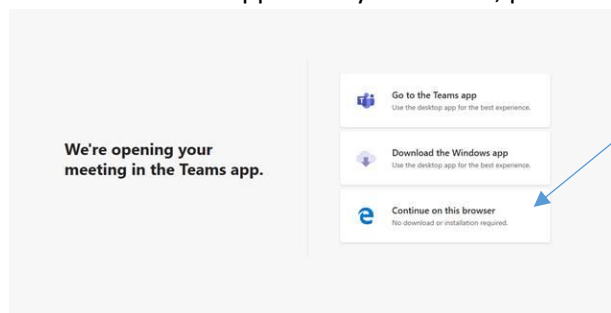 We're opening your
meeting in the Teams app.
Go to the Teams app
Use the desktop app for the best experience.
Download the Windows app
Use the desktop app for the best experience.
Continue on this browser
No download or installation required.